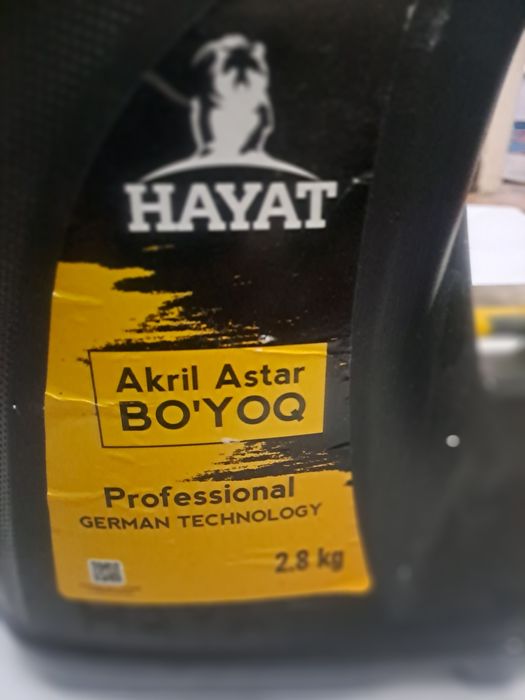 HAYAT
Akril Astar
BO'YOQ
Professional
GERMAN TECHNOLOGY
2.8 kg